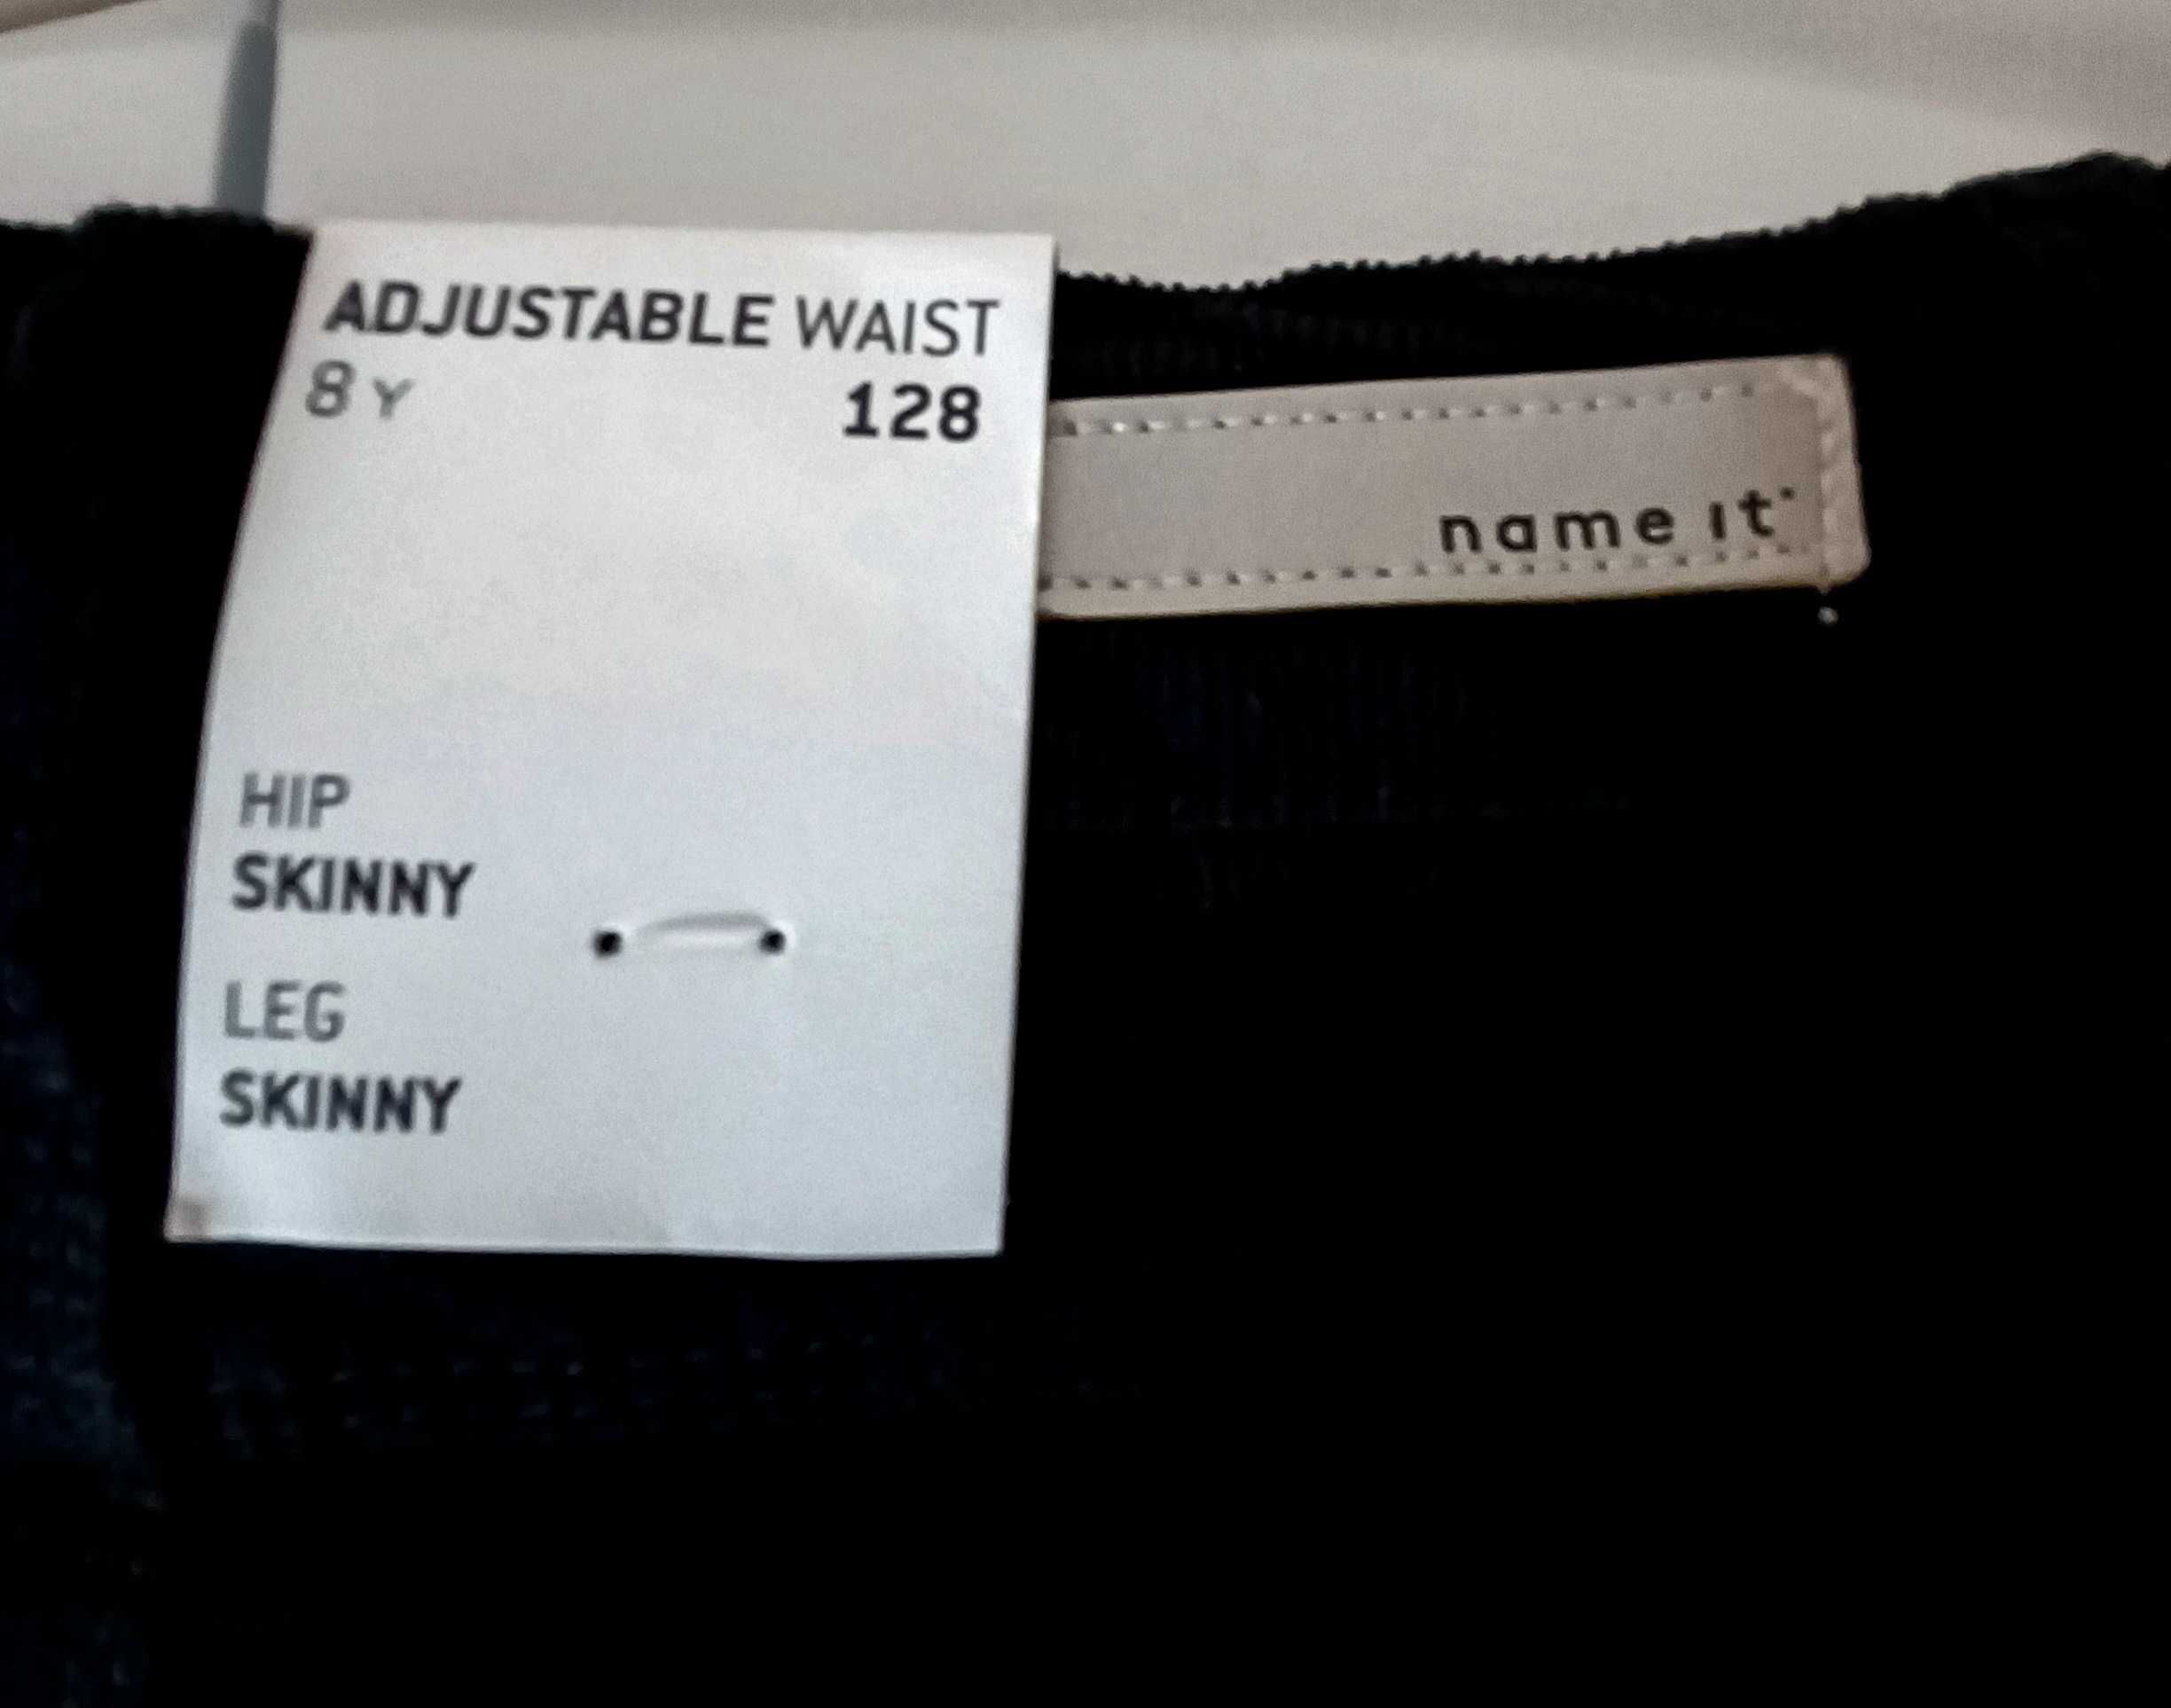 ADJUSTABLE WAIST
8 Y 128
name it
HIP
SKINNY
LEG
SKINNY